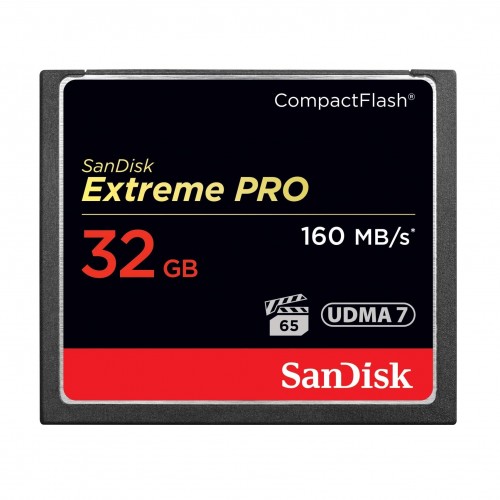 CompactFlash®
SanDisk
Extreme PRO
32 GB
160 MB/s*
65
UDMA 7
SanDisk